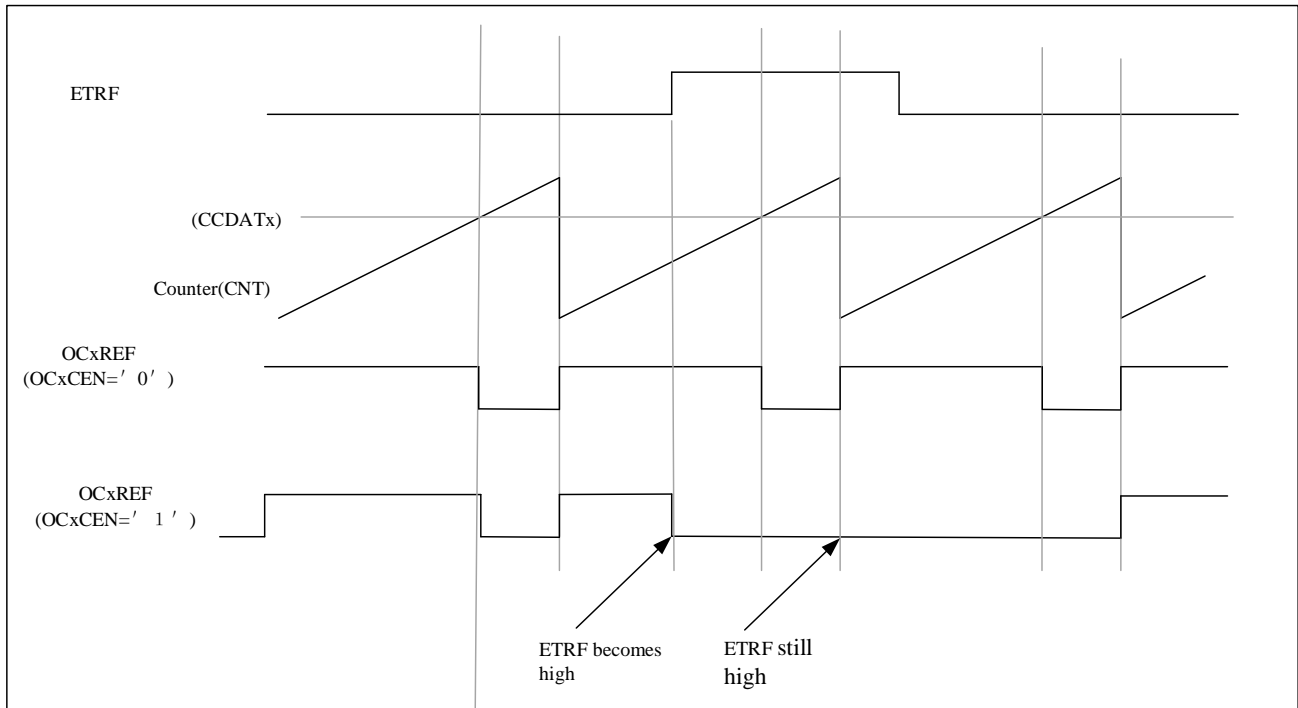 ETRF
(CCDATx)
Counter(CNT)
OCxREF
(OCxCEN=′ 0′ )
OCxREF
(OCxCEN=′ 1 ′ )
ETRF becomes
high
ETRF still
high